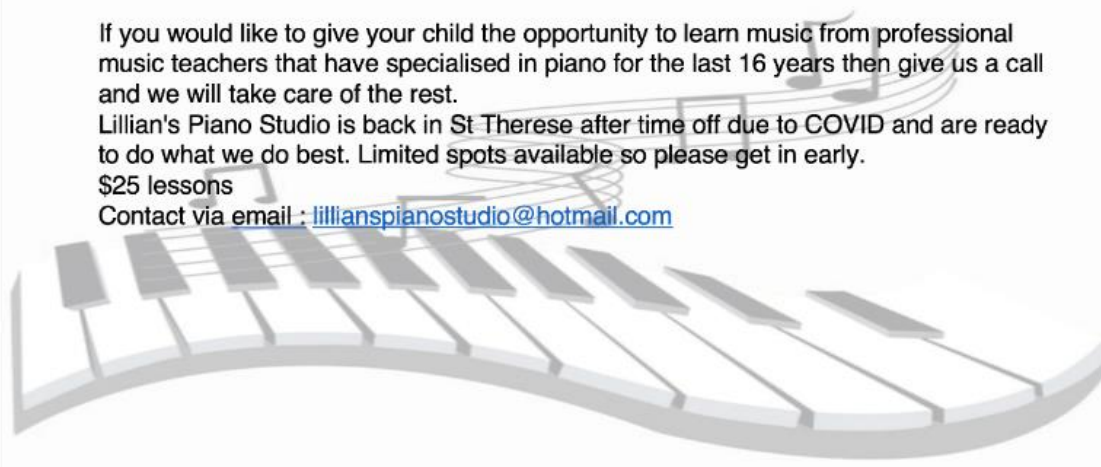 If you would like to give your child the opportunity to learn music from professional
music teachers that have specialised in piano for the last 16 years then give us a call
and we will take care of the rest.
Lillian's Piano Studio is back in St Therese after time off due to COVID and are ready
to do what we do best. Limited spots available so please get in early.
$25 lessons
Contact via email : lillianspianostudio@hotmail.com